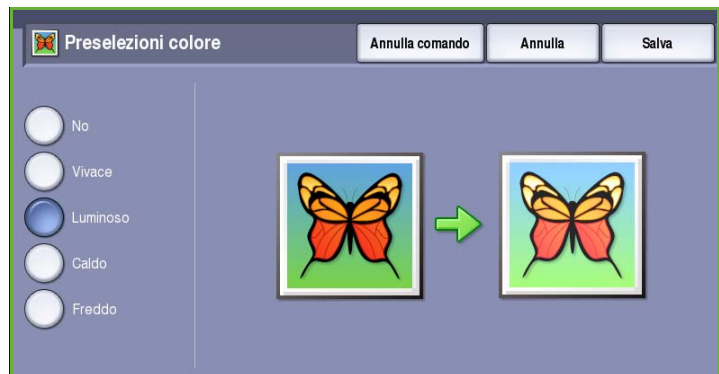 Preselezioni colore
Annulla comando
Annulla
Salva
No
Vivace
Luminoso
Caldo
Freddo